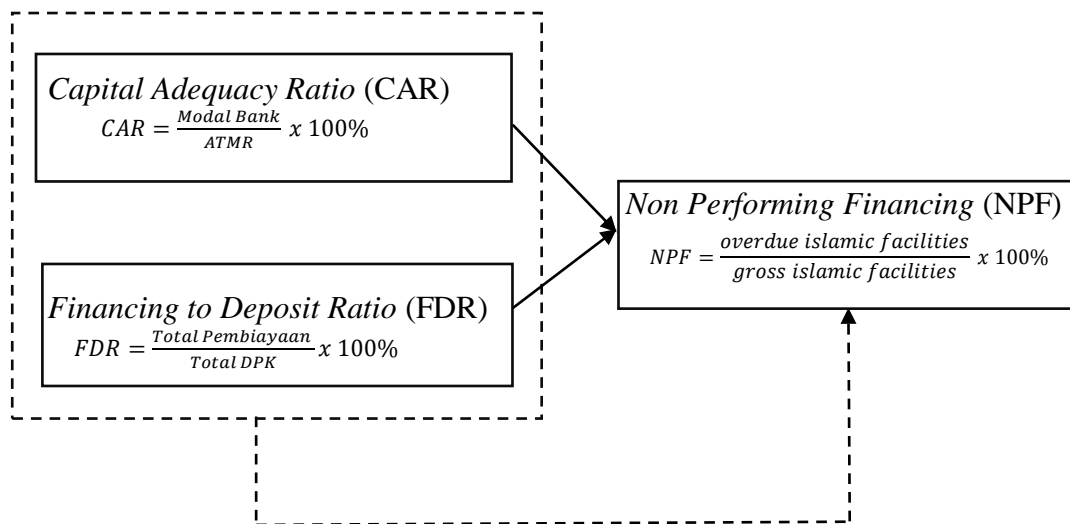 Capital Adequacy Ratio (CAR)
CAR = Modal Bank / ATMR x 100%
Financing to Deposit Ratio (FDR)
FDR = Total Pembiayaan / Total DPK x 100%
Non Performing Financing (NPF)
NPF = overdue islamic facilities / gross islamic facilities x 100%